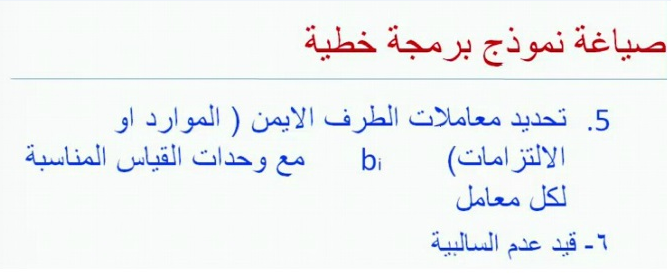 صياغة نموذج برمجة خطية
5. تحديد معاملات الطرف الايمن ( الموارد او
الالتزامات) bi مع وحدات القياس المناسبة
لكل معامل
٦- قيد عدم السالبية